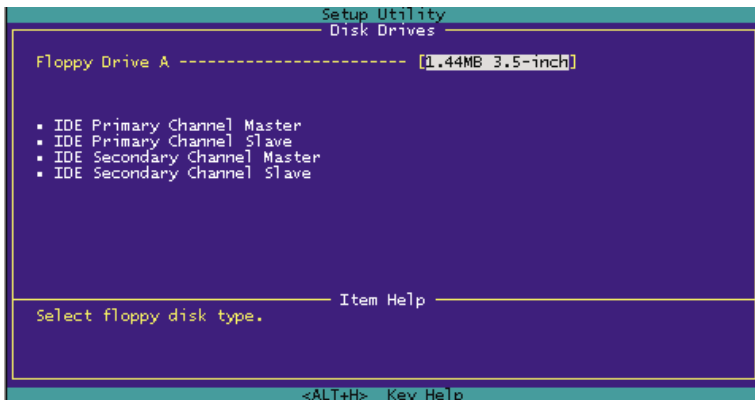 Setup Utility
Disk Drives
Floppy Drive A ------------------------ [1.44MB 3.5-inch]
▪ IDE Primary Channel Master
▪ IDE Primary Channel Slave
▪ IDE Secondary Channel Master
▪ IDE Secondary Channel Slave
Item Help
Select floppy disk type.
<ALT+H> Key Help